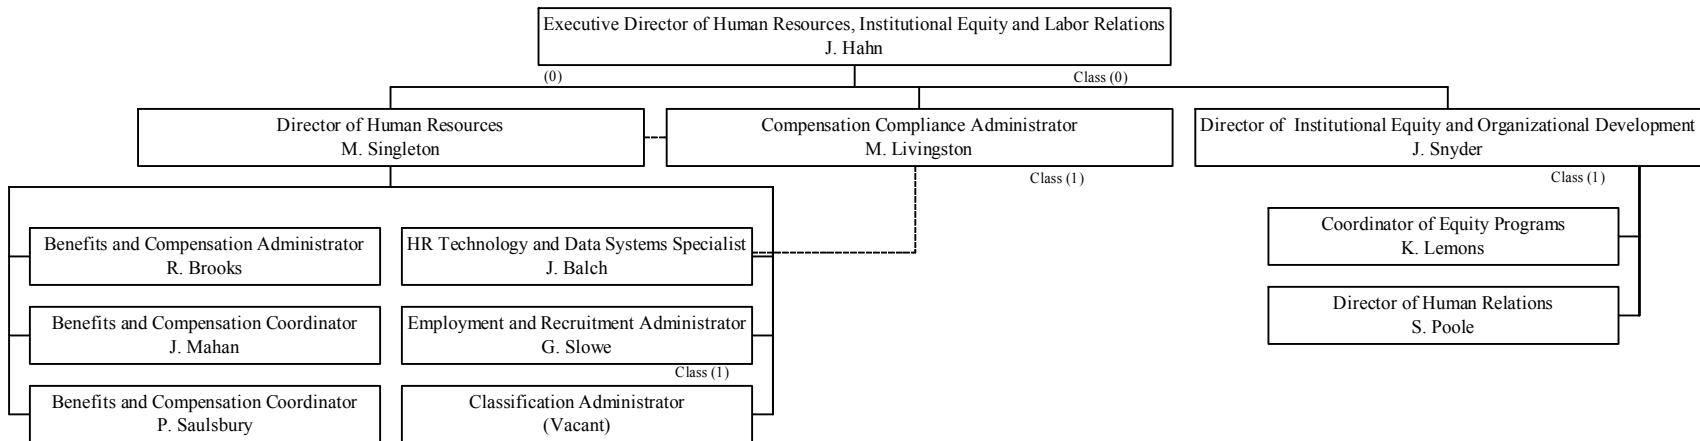 Executive Director of Human Resources, Institutional Equity and Labor Relations
J. Hahn
(0)
Class (0)
Director of Human Resources
M. Singleton
Compensation Compliance Administrator
M. Livingston
Class (1)
Director of Institutional Equity and Organizational Development
J. Snyder
Class (1)
Benefits and Compensation Administrator
R. Brooks
HR Technology and Data Systems Specialist
J. Balch
Coordinator of Equity Programs
K. Lemons
Benefits and Compensation Coordinator
J. Mahan
Employment and Recruitment Administrator
G. Slowe
Class (1)
Director of Human Relations
S. Poole
Benefits and Compensation Coordinator
P. Saulsbury
Classification Administrator
(Vacant)